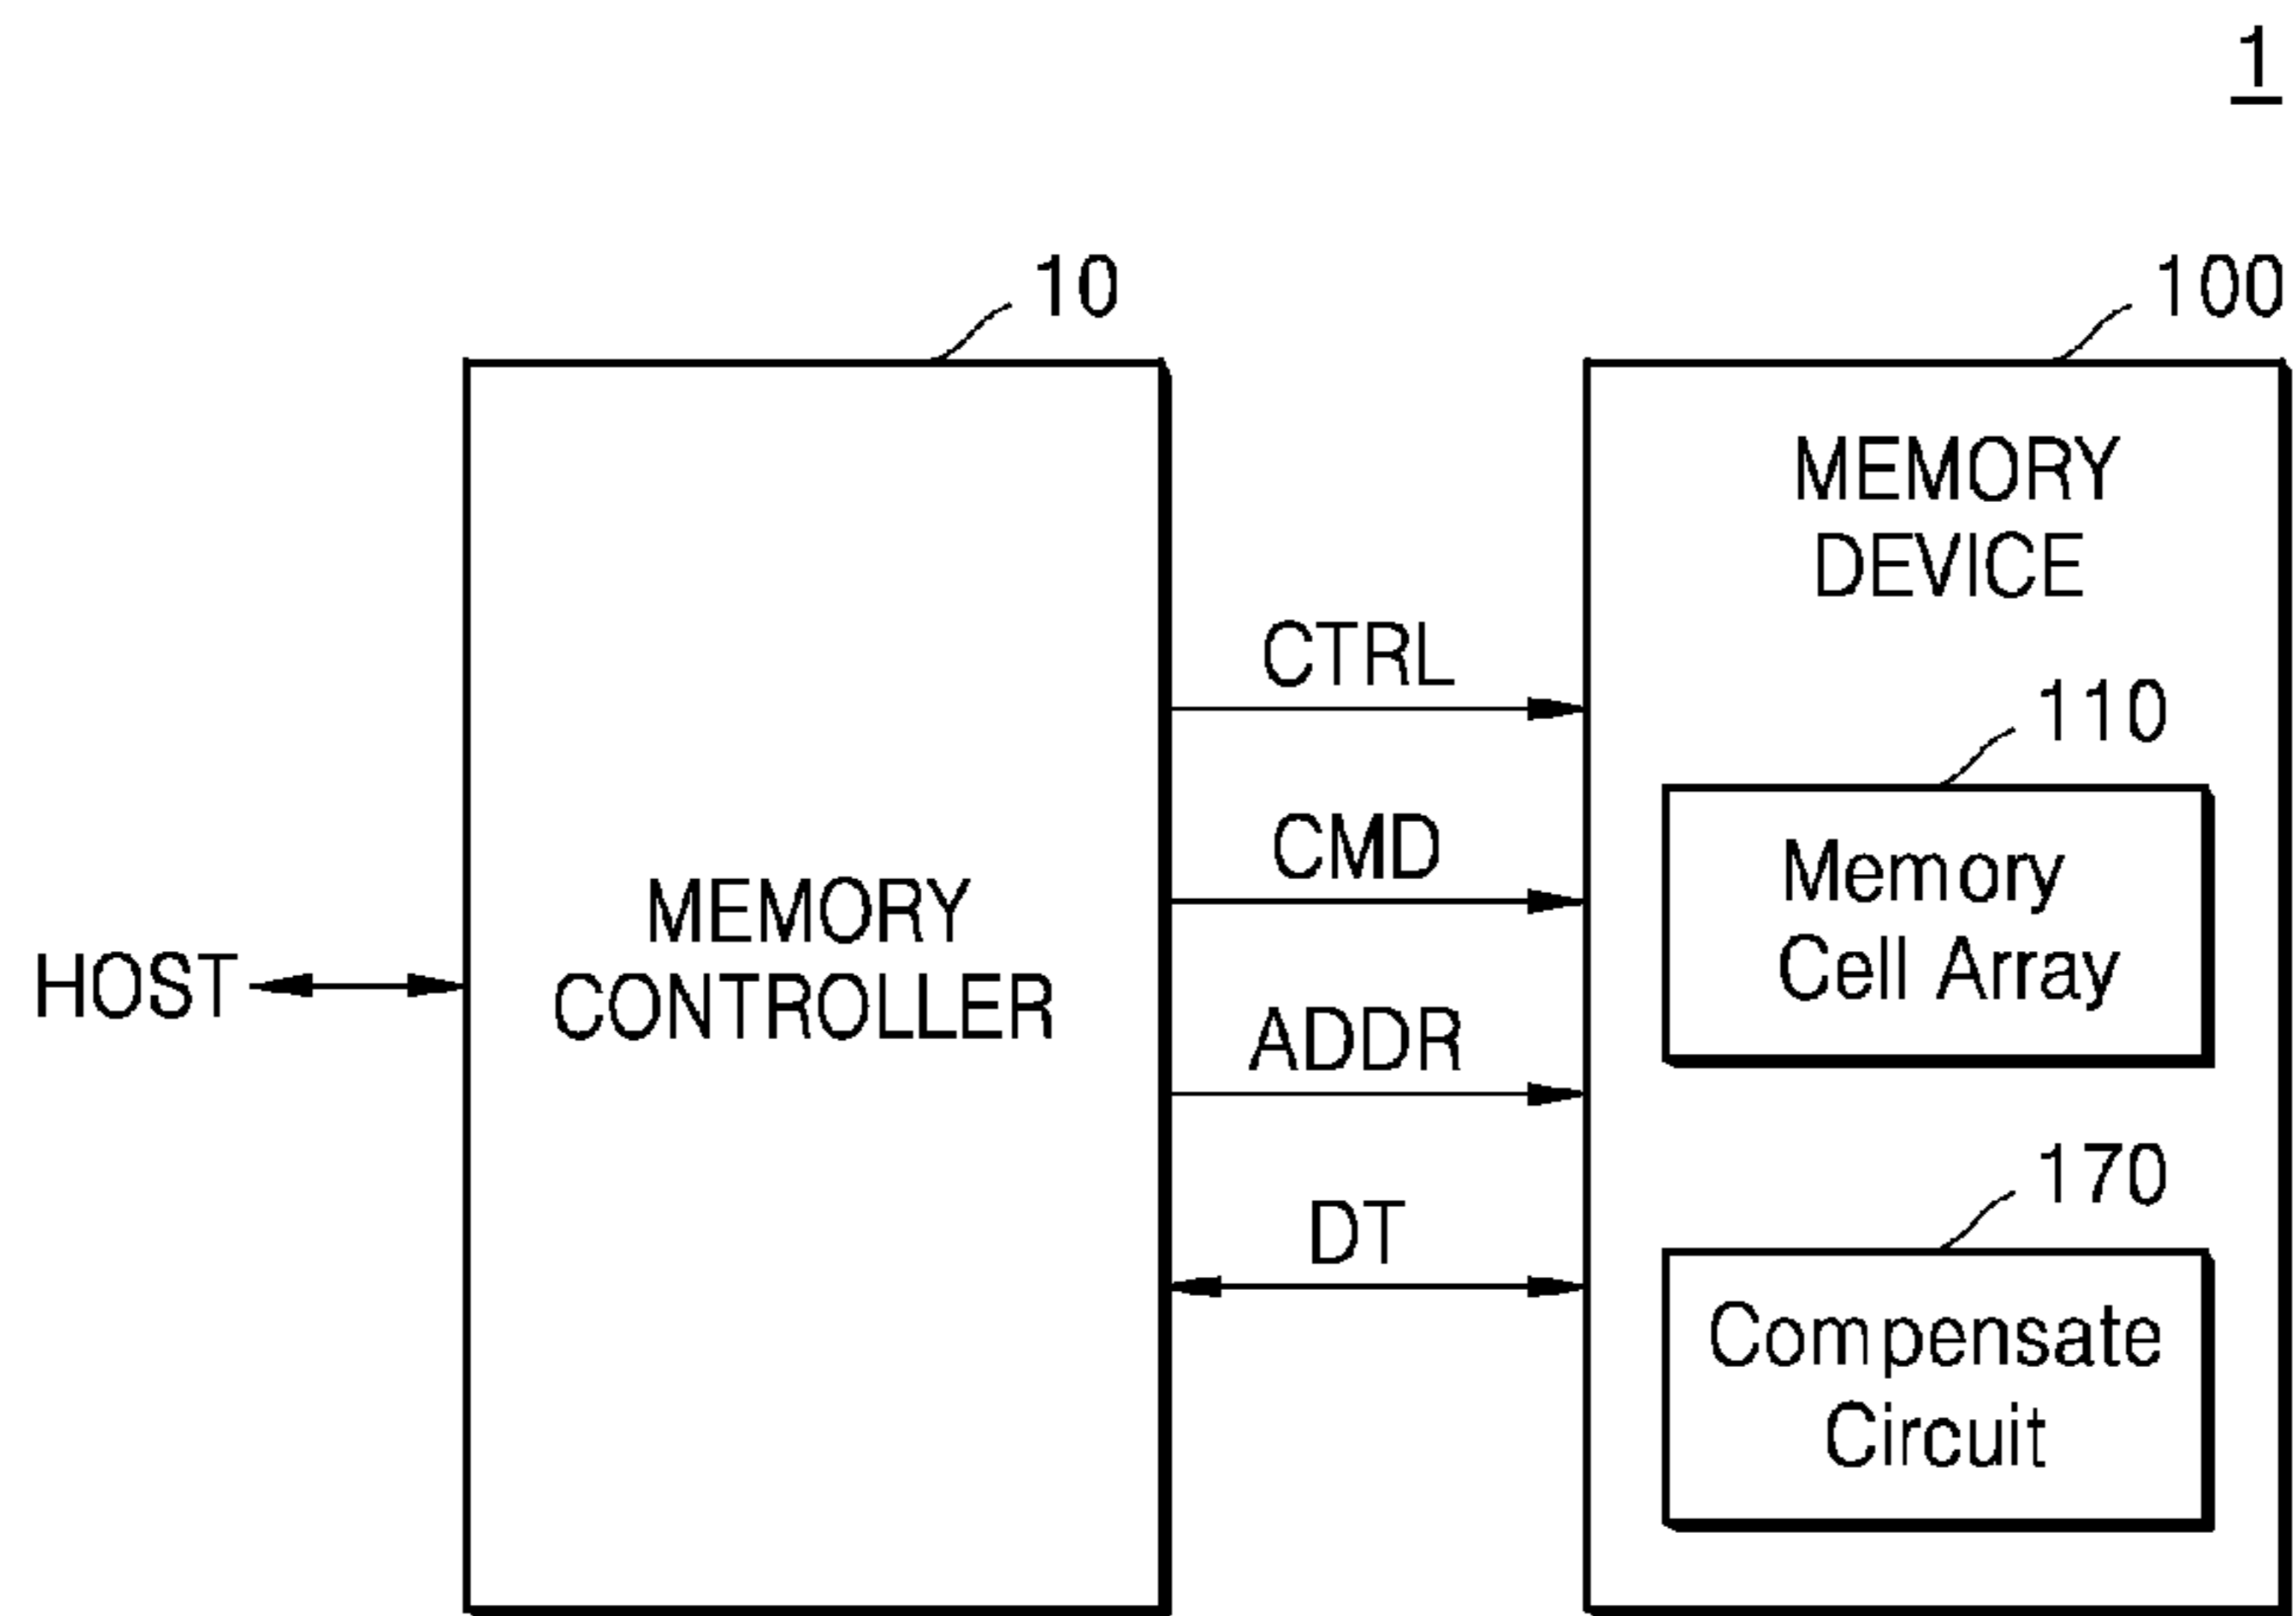 1
10
100
MEMORY
DEVICE
CTRL
110
CMD
Memory
Cell Array
MEMORY
CONTROLLER
HOST
ADDR
170
DT
Compensate
Circuit